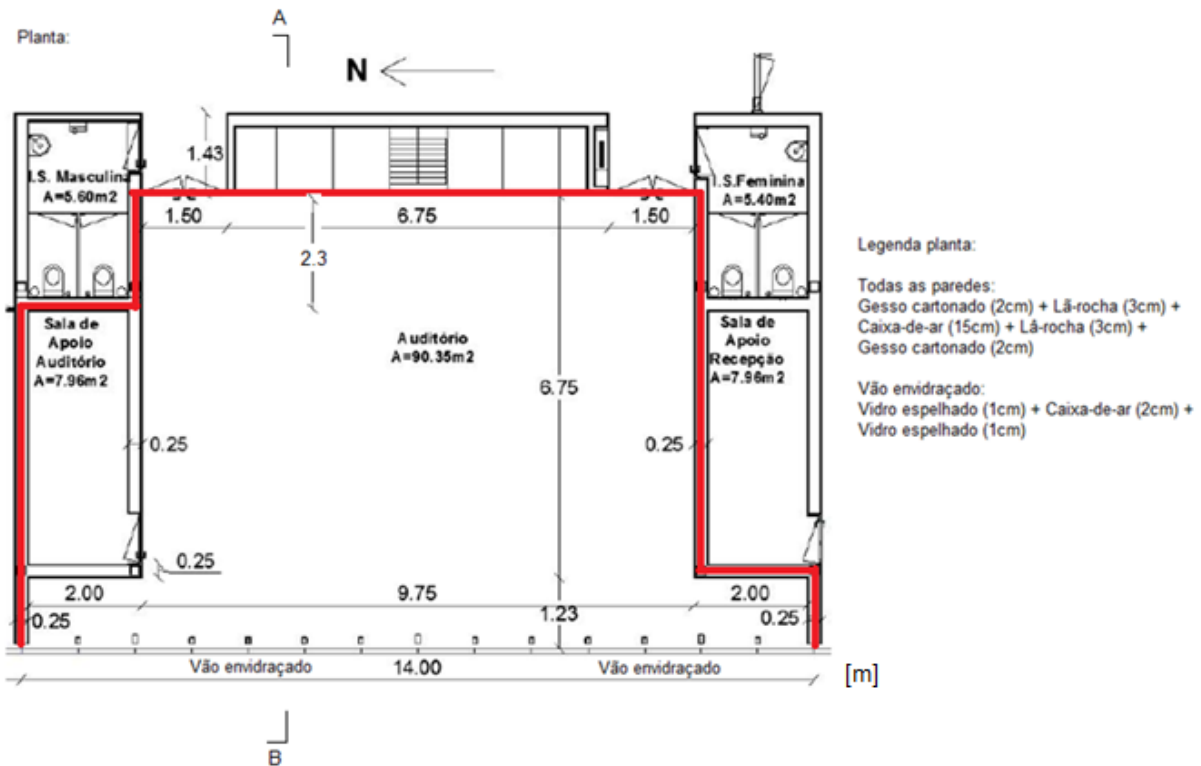 A
Planta:
N
1.43
I.S. Masculina
A=5.60m2
I.S.Feminina
A=5.40m2
1.50
6.75
1.50
2.3
Legenda planta:
Todas as paredes:
Gesso cartonado (2cm) + Lã-rocha (3cm) +
Caixa-de-ar (15cm) + Lã-rocha (3cm) +
Gesso cartonado (2cm)
Vão envidraçado:
Vidro espelhado (1cm) + Caixa-de-ar (2cm) +
Vidro espelhado (1cm)
Sala de
Apoio
Auditório
A=7.96m2
Auditório
A=90.35m2
Sala de
Apoio
Recepção
A=7.96m2
6.75
0.25
0.25
0.25
2.00
9.75
2.00
0.25
1.23
0.25
Vão envidraçado
14.00
Vão envidraçado
[m]
B